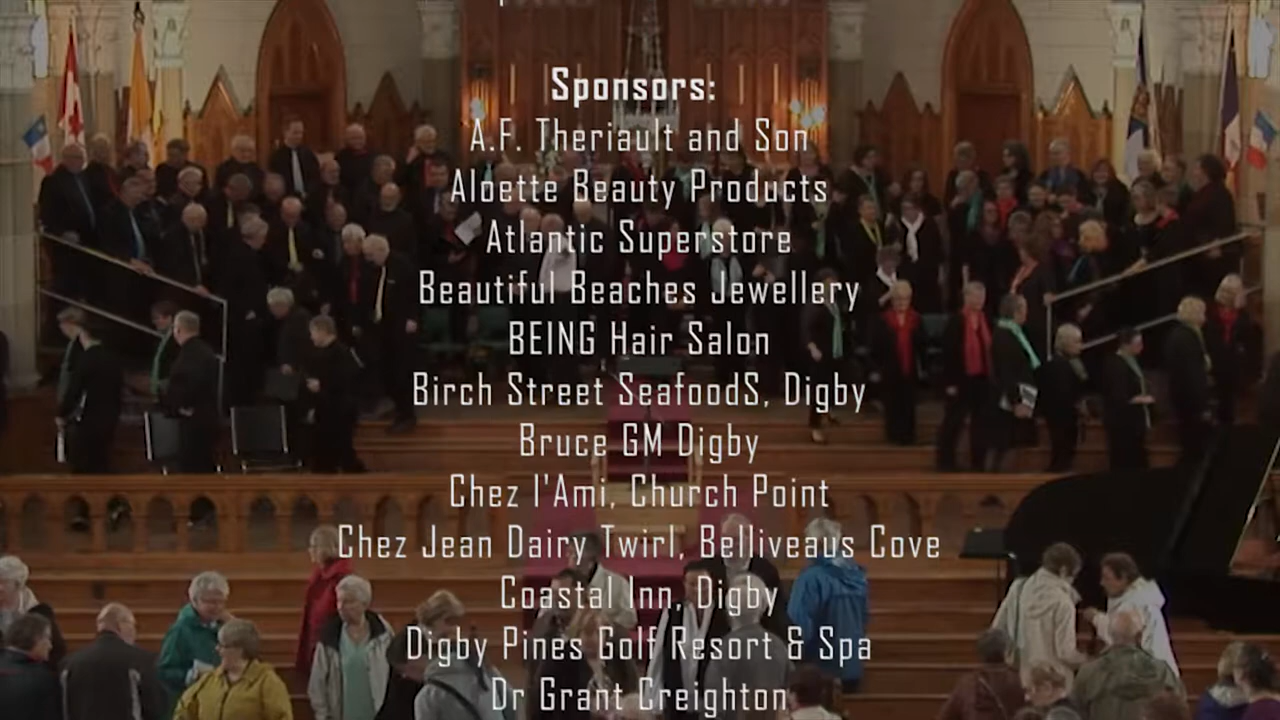 Sponsors:
A.F. Theriault and Son
Aloette Beauty Products
Atlantic Superstore
Beautiful Beaches Jewellery
BEING Hair Salon
Birch Street SeafoodS, Digby
Bruce GM Digby
Chez l'Ami, Church Point
Chez Jean Dairy Twirl, Belliveaus Cove
Coastal Inn, Digby
Digby Pines Golf Resort & Spa
Dr Grant Creighton